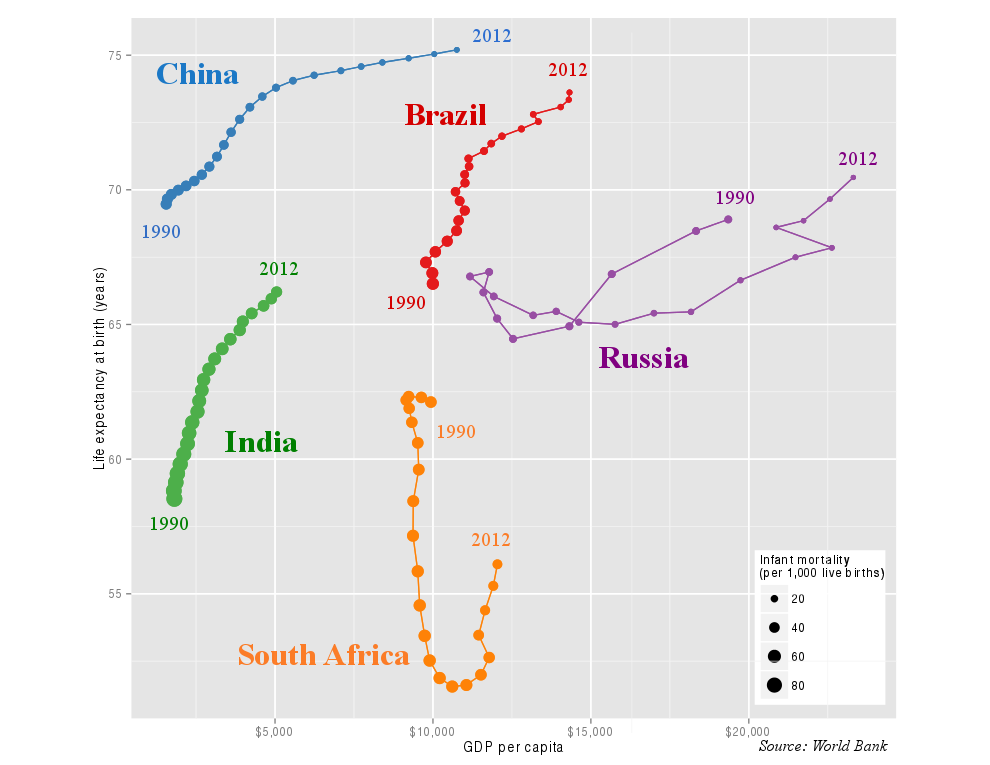 2012
75
2012
China
Brazil
2012
70
1990
1990
2012
1990
65
Russia
1990
India
60
1990
2012
Life expectancy at birth (years)
Infant mortality
(per 1,000 live births)
55
20
40
60
80
South Africa
$5,000
$10,000
$15,000
$20,000
GDP per capita
Source: World Bank